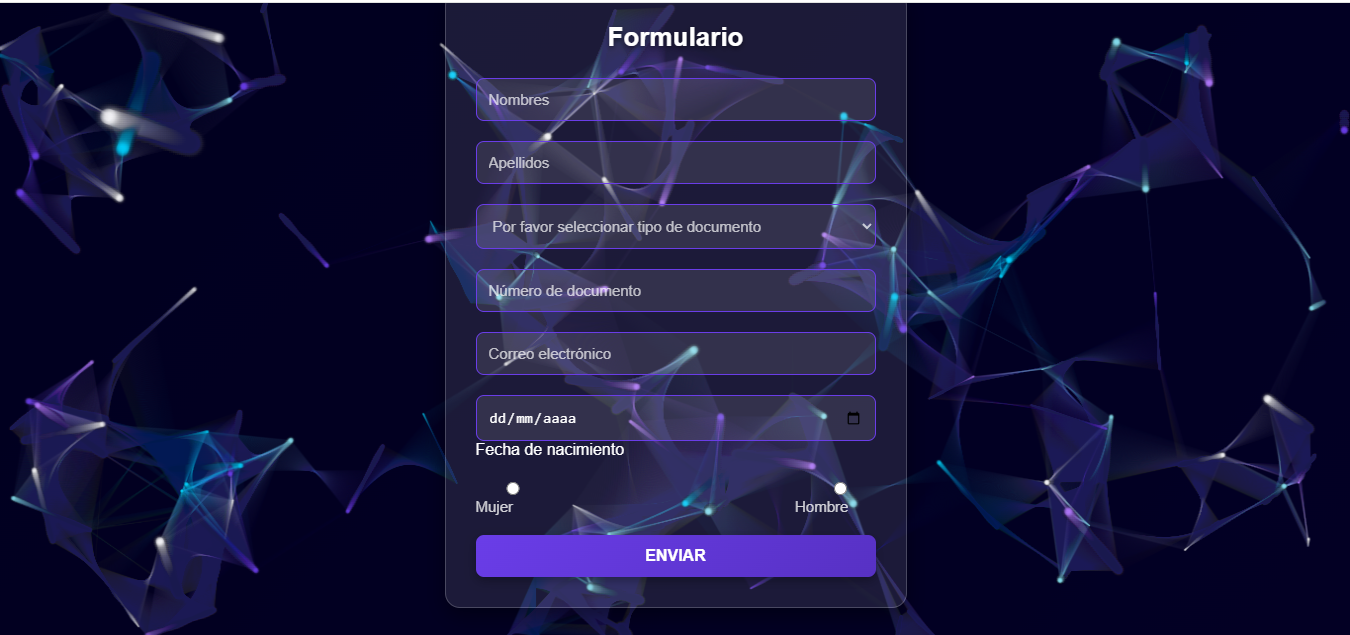 Formulario
Nombres
Apellidos
Por favor seleccionar tipo de documento
Número de documento
Correo electrónico
dd/mm/aaaa
Fecha de nacimiento
Mujer Hombre
ENVIAR